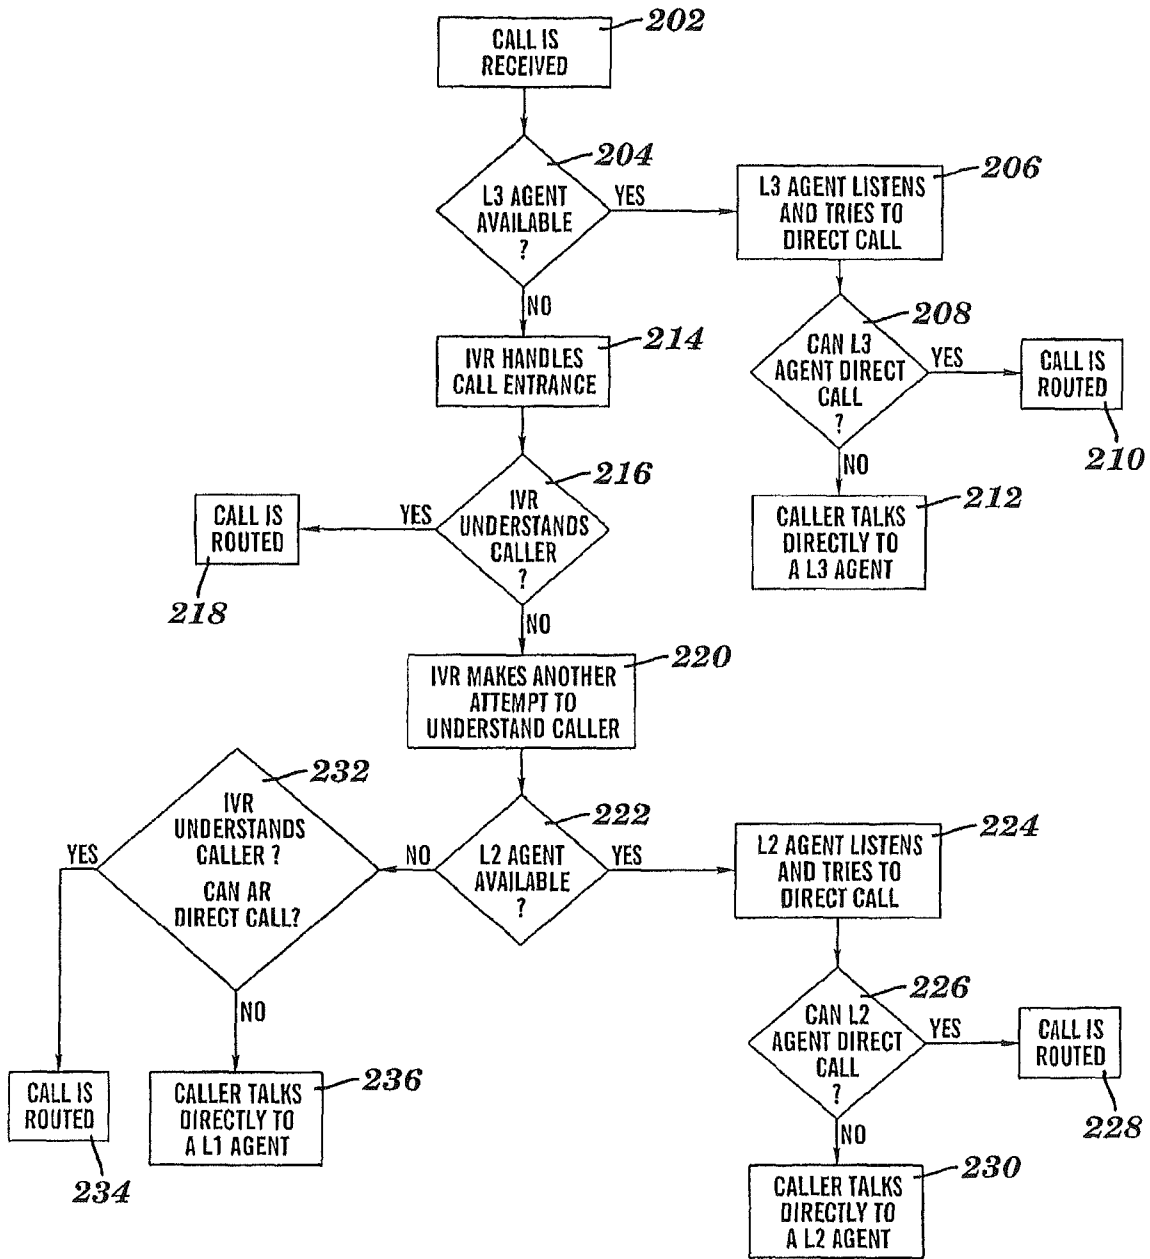 CALL IS
RECEIVED
202
L3 AGENT
AVAILABLE
?
204
YES
NO
L3 AGENT LISTENS
AND TRIES TO
DIRECT CALL
206
CAN L3
AGENT DIRECT
CALL
?
208
YES
NO
CALL IS
ROUTED
210
CALLER TALKS
DIRECTLY TO
A L3 AGENT
212
IVR HANDLES
CALL ENTRANCE
214
IVR
UNDERSTANDS
CALLER
?
216
YES
NO
CALL IS
ROUTED
218
IVR MAKES ANOTHER
ATTEMPT TO
UNDERSTAND CALLER
220
L2 AGENT
AVAILABLE
?
222
NO
YES
L2 AGENT LISTENS
AND TRIES TO
DIRECT CALL
224
CAN L2
AGENT DIRECT
CALL
?
226
YES
NO
CALL IS
ROUTED
228
CALLER TALKS
DIRECTLY TO
A L2 AGENT
230
IVR
UNDERSTANDS
CALLER ?
CAN AR
DIRECT CALL?
232
YES
NO
CALL IS
ROUTED
234
CALLER TALKS
DIRECTLY TO
A L1 AGENT
236